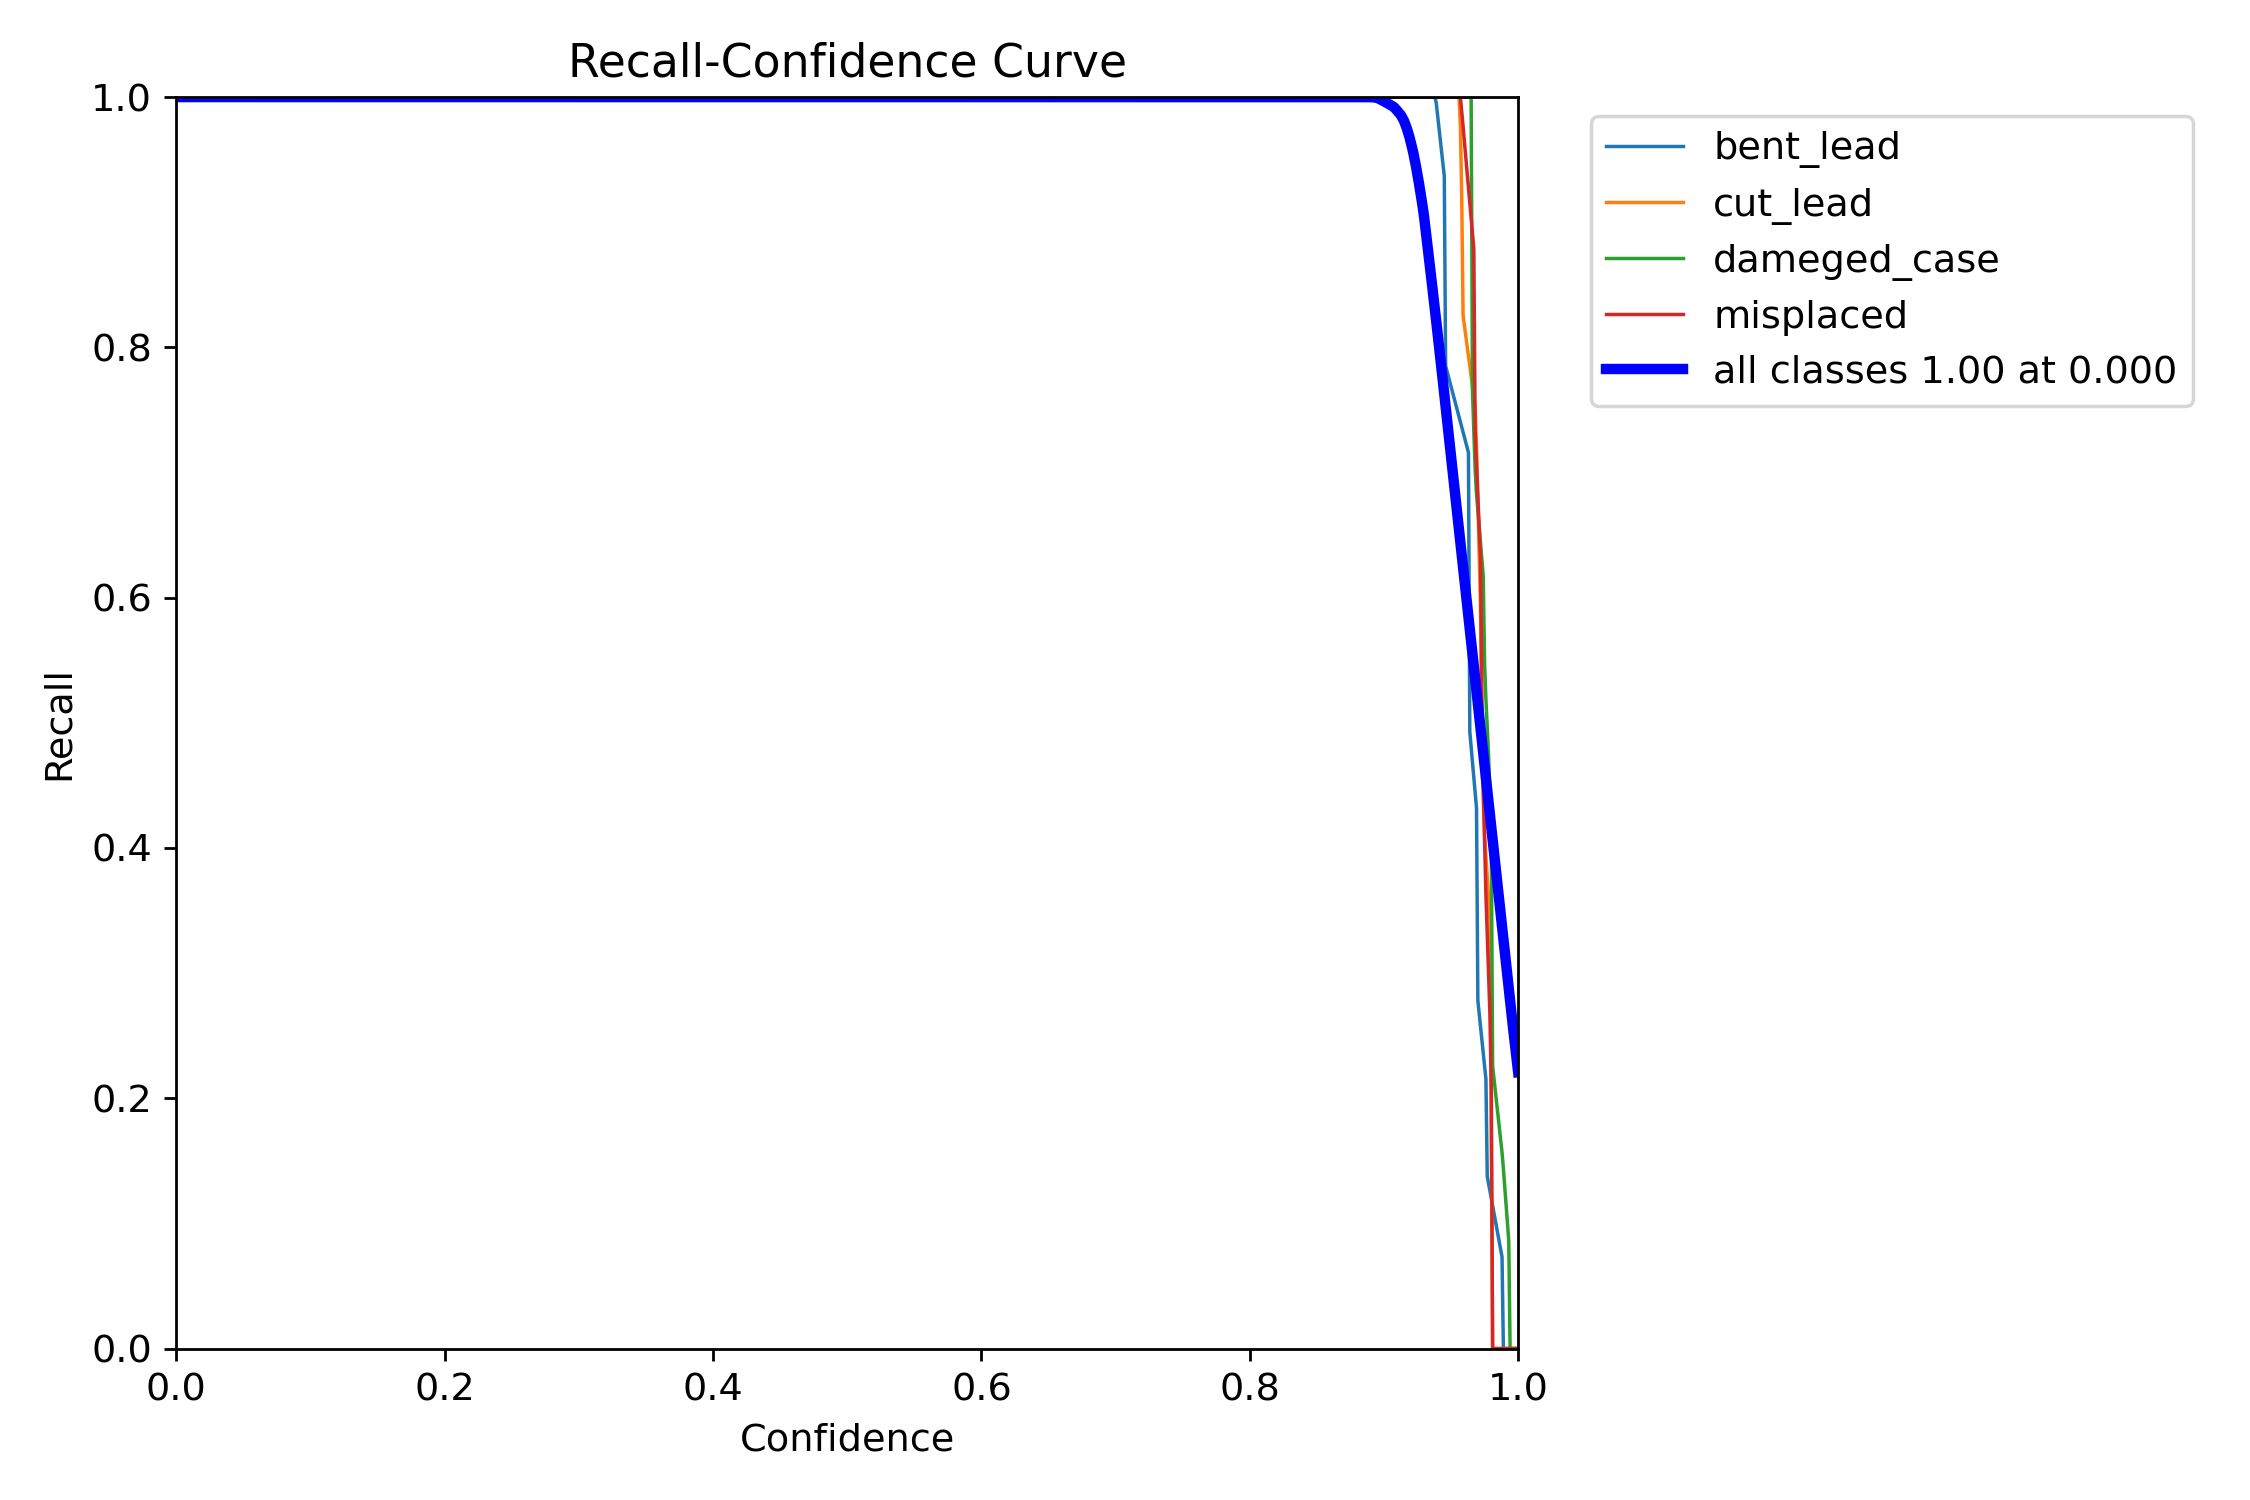 Recall-Confidence Curve
1.0
0.8
0.6
0.4
0.2
0.0
Recall
0.0 0.2 0.4 0.6 0.8 1.0
Confidence
bent_lead
cut_lead
dameged_case
misplaced
all classes 1.00 at 0.000